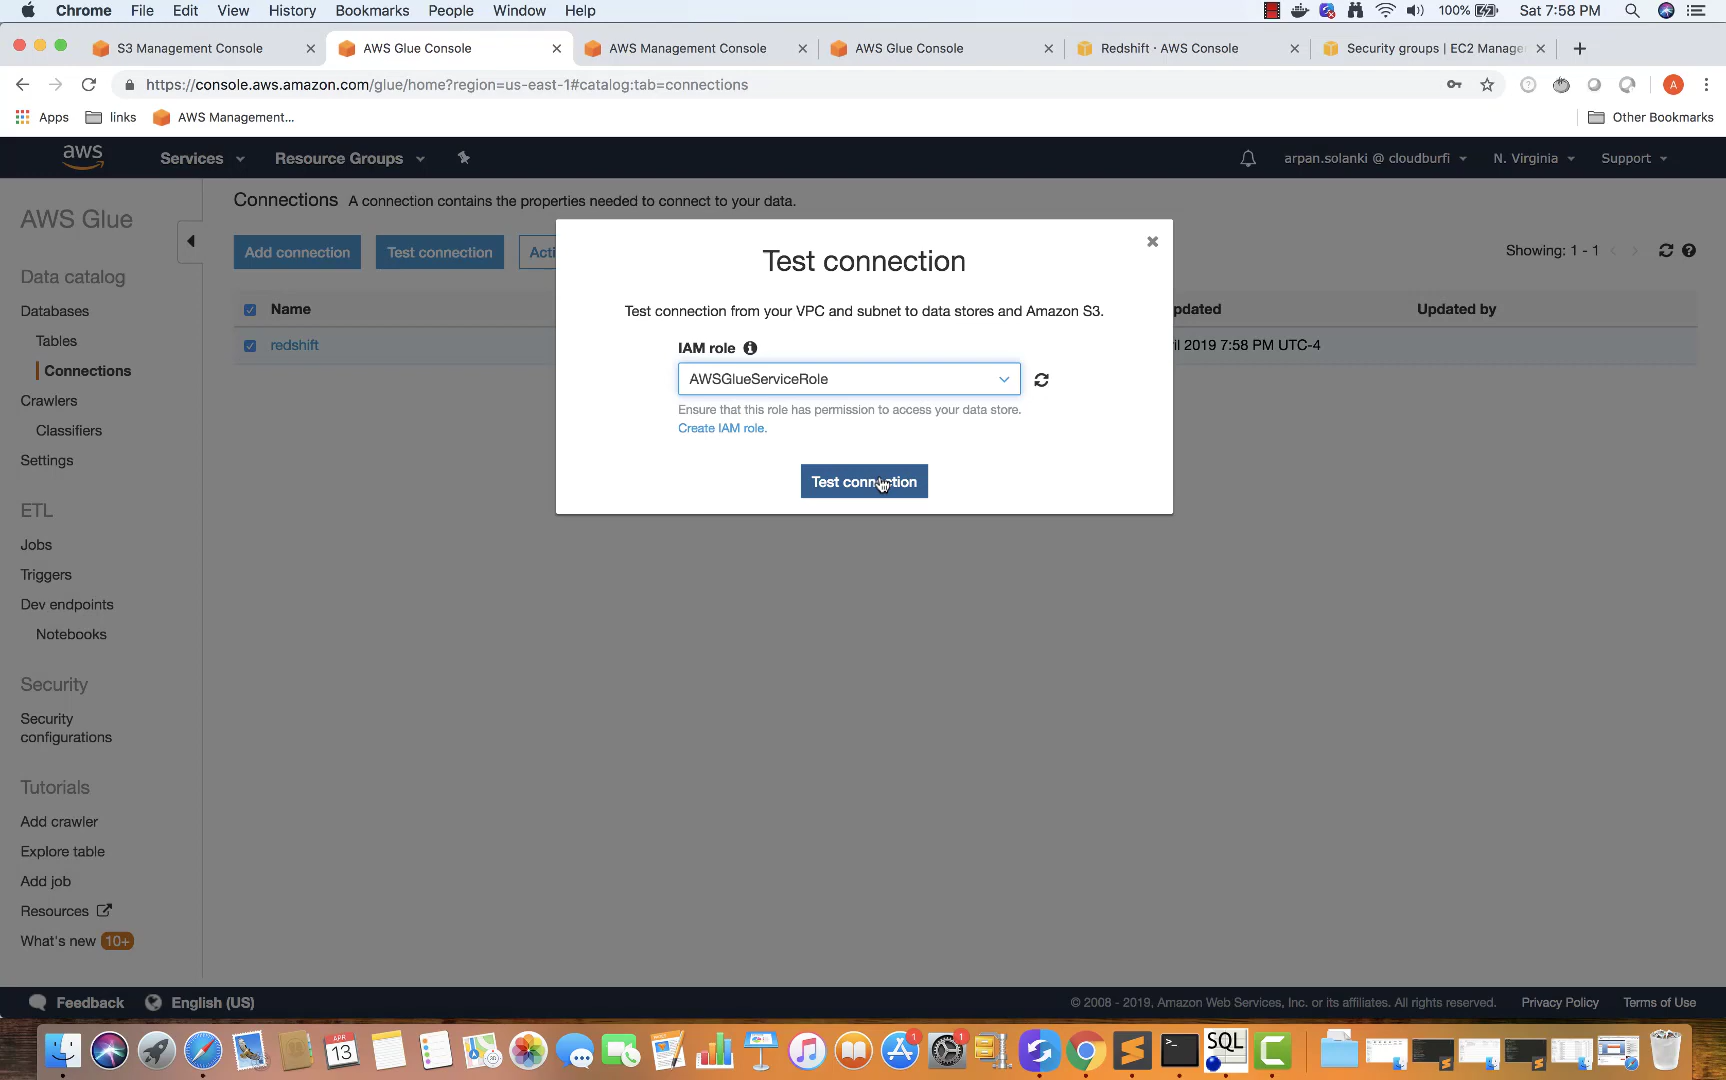 Chrome File Edit View History Bookmarks People Window Help 100% Sat 7:58 PM
S3 Management Console AWS Glue Console AWS Management Console AWS Glue Console Redshift · AWS Console Security groups | EC2 Manage
https://console.aws.amazon.com/glue/home?region=us-east-1#catalog:tab=connections A
Apps links AWS Management... Other Bookmarks
aws Services Resource Groups arpan.solanki @ cloudburfi N. Virginia Support
AWS Glue
Data catalog
Databases
Tables
Connections
Crawlers
Classifiers
Settings
ETL
Jobs
Triggers
Dev endpoints
Notebooks
Security
Security
configurations
Tutorials
Add crawler
Explore table
Add job
Resources
What's new 10+
Connections A connection contains the properties needed to connect to your data.
Add connection Test connection Acti Showing: 1 - 1
Name pdated Updated by
redshift il 2019 7:58 PM UTC-4
Test connection
Test connection from your VPC and subnet to data stores and Amazon S3.
IAM role
AWSGlueServiceRole
Ensure that this role has permission to access your data store.
Create IAM role.
Test connection
Feedback English (US) © 2008 - 2019, Amazon Web Services, Inc. or its affiliates. All rights reserved. Privacy Policy Terms of Use
APR
13
1
1
SQL